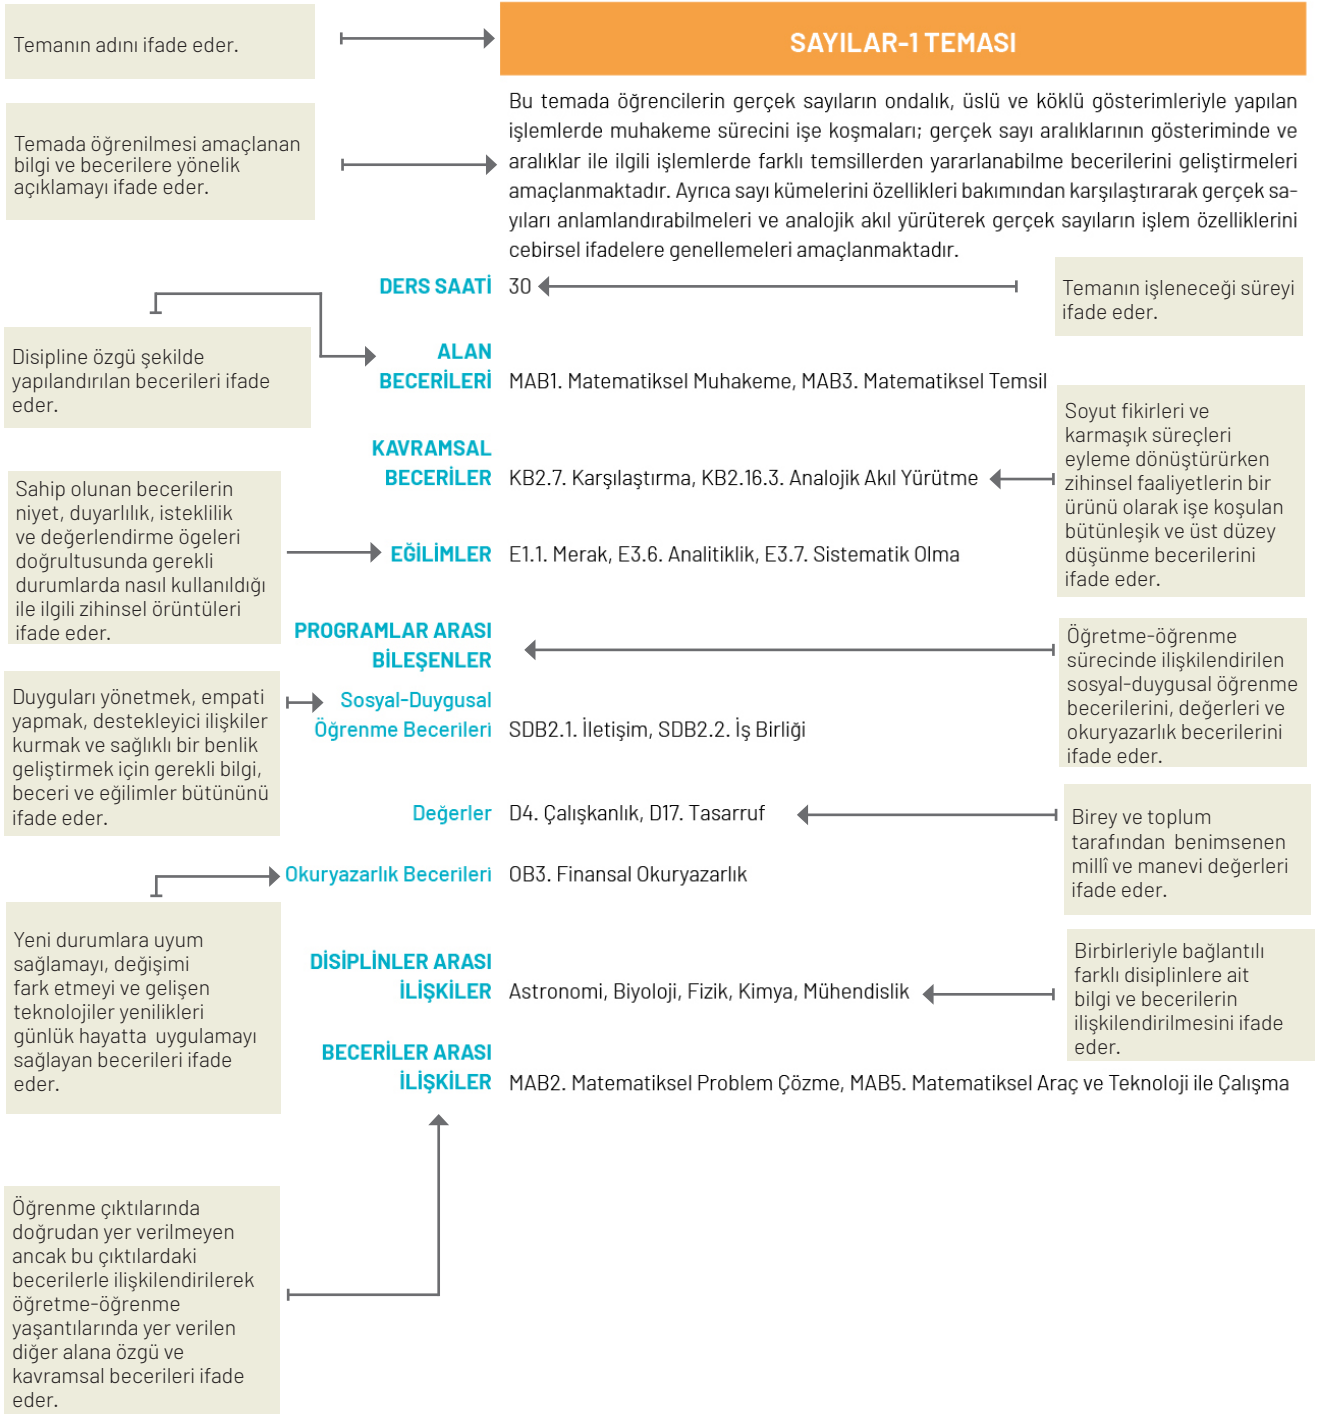 Temanın adını ifade eder.
SAYILAR-1 TEMASI
Temada öğrenilmesi amaçlanan
bilgi ve becerilere yönelik
açıklamayı ifade eder.
Bu temada öğrencilerin gerçek sayıların ondalık, üslü ve köklü gösterimleriyle yapılan
işlemlerde muhakeme sürecini işe koşmaları; gerçek sayı aralıklarının gösteriminde ve
aralıklar ile ilgili işlemlerde farklı temsillerden yararlanabilme becerilerini geliştirmeleri
amaçlanmaktadır. Ayrıca sayı kümelerini özellikleri bakımından karşılaştırarak gerçek sa-
yıları anlamlandırabilmeleri ve analojik akıl yürüterek gerçek sayıların işlem özelliklerini
cebirsel ifadelere genellemeleri amaçlanmaktadır.
DERS SAATİ 30
Temanın işleneceği süreyi
ifade eder.
Disipline özgü şekilde
yapılandırılan becerileri ifade
eder.
ALAN
BECERİLERİ MAB1. Matematiksel Muhakeme, MAB3. Matematiksel Temsil
Soyut fikirleri ve
karmaşık süreçleri
eyleme dönüştürürken
zihinsel faaliyetlerin bir
ürünü olarak işe koşulan
bütünleşik ve üst düzey
düşünme becerilerini
ifade eder.
KAVRAMSAL
BECERİLER KB2.7. Karşılaştırma, KB2.16.3. Analojik Akıl Yürütme
Sahip olunan becerilerin
niyet, duyarlılık, isteklilik
ve değerlendirme ögeleri
doğrultusunda gerekli
durumlarda nasıl kullanıldığı
ile ilgili zihinsel örüntüleri
ifade eder.
EĞİLİMLER E1.1. Merak, E3.6. Analitiklik, E3.7. Sistematik Olma
PROGRAMLAR ARASI
BİLEŞENLER
Öğretme-öğrenme
sürecinde ilişkilendirilen
sosyal-duygusal öğrenme
becerilerini, değerleri ve
okuryazarlık becerilerini
ifade eder.
Duyguları yönetmek, empati
yapmak, destekleyici ilişkiler
kurmak ve sağlıklı bir benlik
geliştirmek için gerekli bilgi,
beceri ve eğilimler bütününü
ifade eder.
Sosyal-Duygusal
Öğrenme Becerileri SDB2.1. İletişim, SDB2.2. İş Birliği
Değerler D4. Çalışkanlık, D17. Tasarruf
Birey ve toplum
tarafından benimsenen
millî ve manevi değerleri
ifade eder.
Okuryazarlık Becerileri OB3. Finansal Okuryazarlık
Yeni durumlara uyum
sağlamayı, değişimi
fark etmeyi ve gelişen
teknolojiler yenilikleri
günlük hayatta uygulamayı
sağlayan becerileri ifade
eder.
DİSİPLİNLER ARASI
İLİŞKİLER Astronomi, Biyoloji, Fizik, Kimya, Mühendislik
Birbirleriyle bağlantılı
farklı disiplinlere ait
bilgi ve becerilerin
ilişkilendirilmesini ifade
eder.
BECERİLER ARASI
İLİŞKİLER MAB2. Matematiksel Problem Çözme, MAB5. Matematiksel Araç ve Teknoloji ile Çalışma
Öğrenme çıktılarında
doğrudan yer verilmeyen
ancak bu çıktılardaki
becerilerle ilişkilendirilerek
öğretme-öğrenme
yaşantılarında yer verilen
diğer alana özgü ve
kavramsal becerileri ifade
eder.